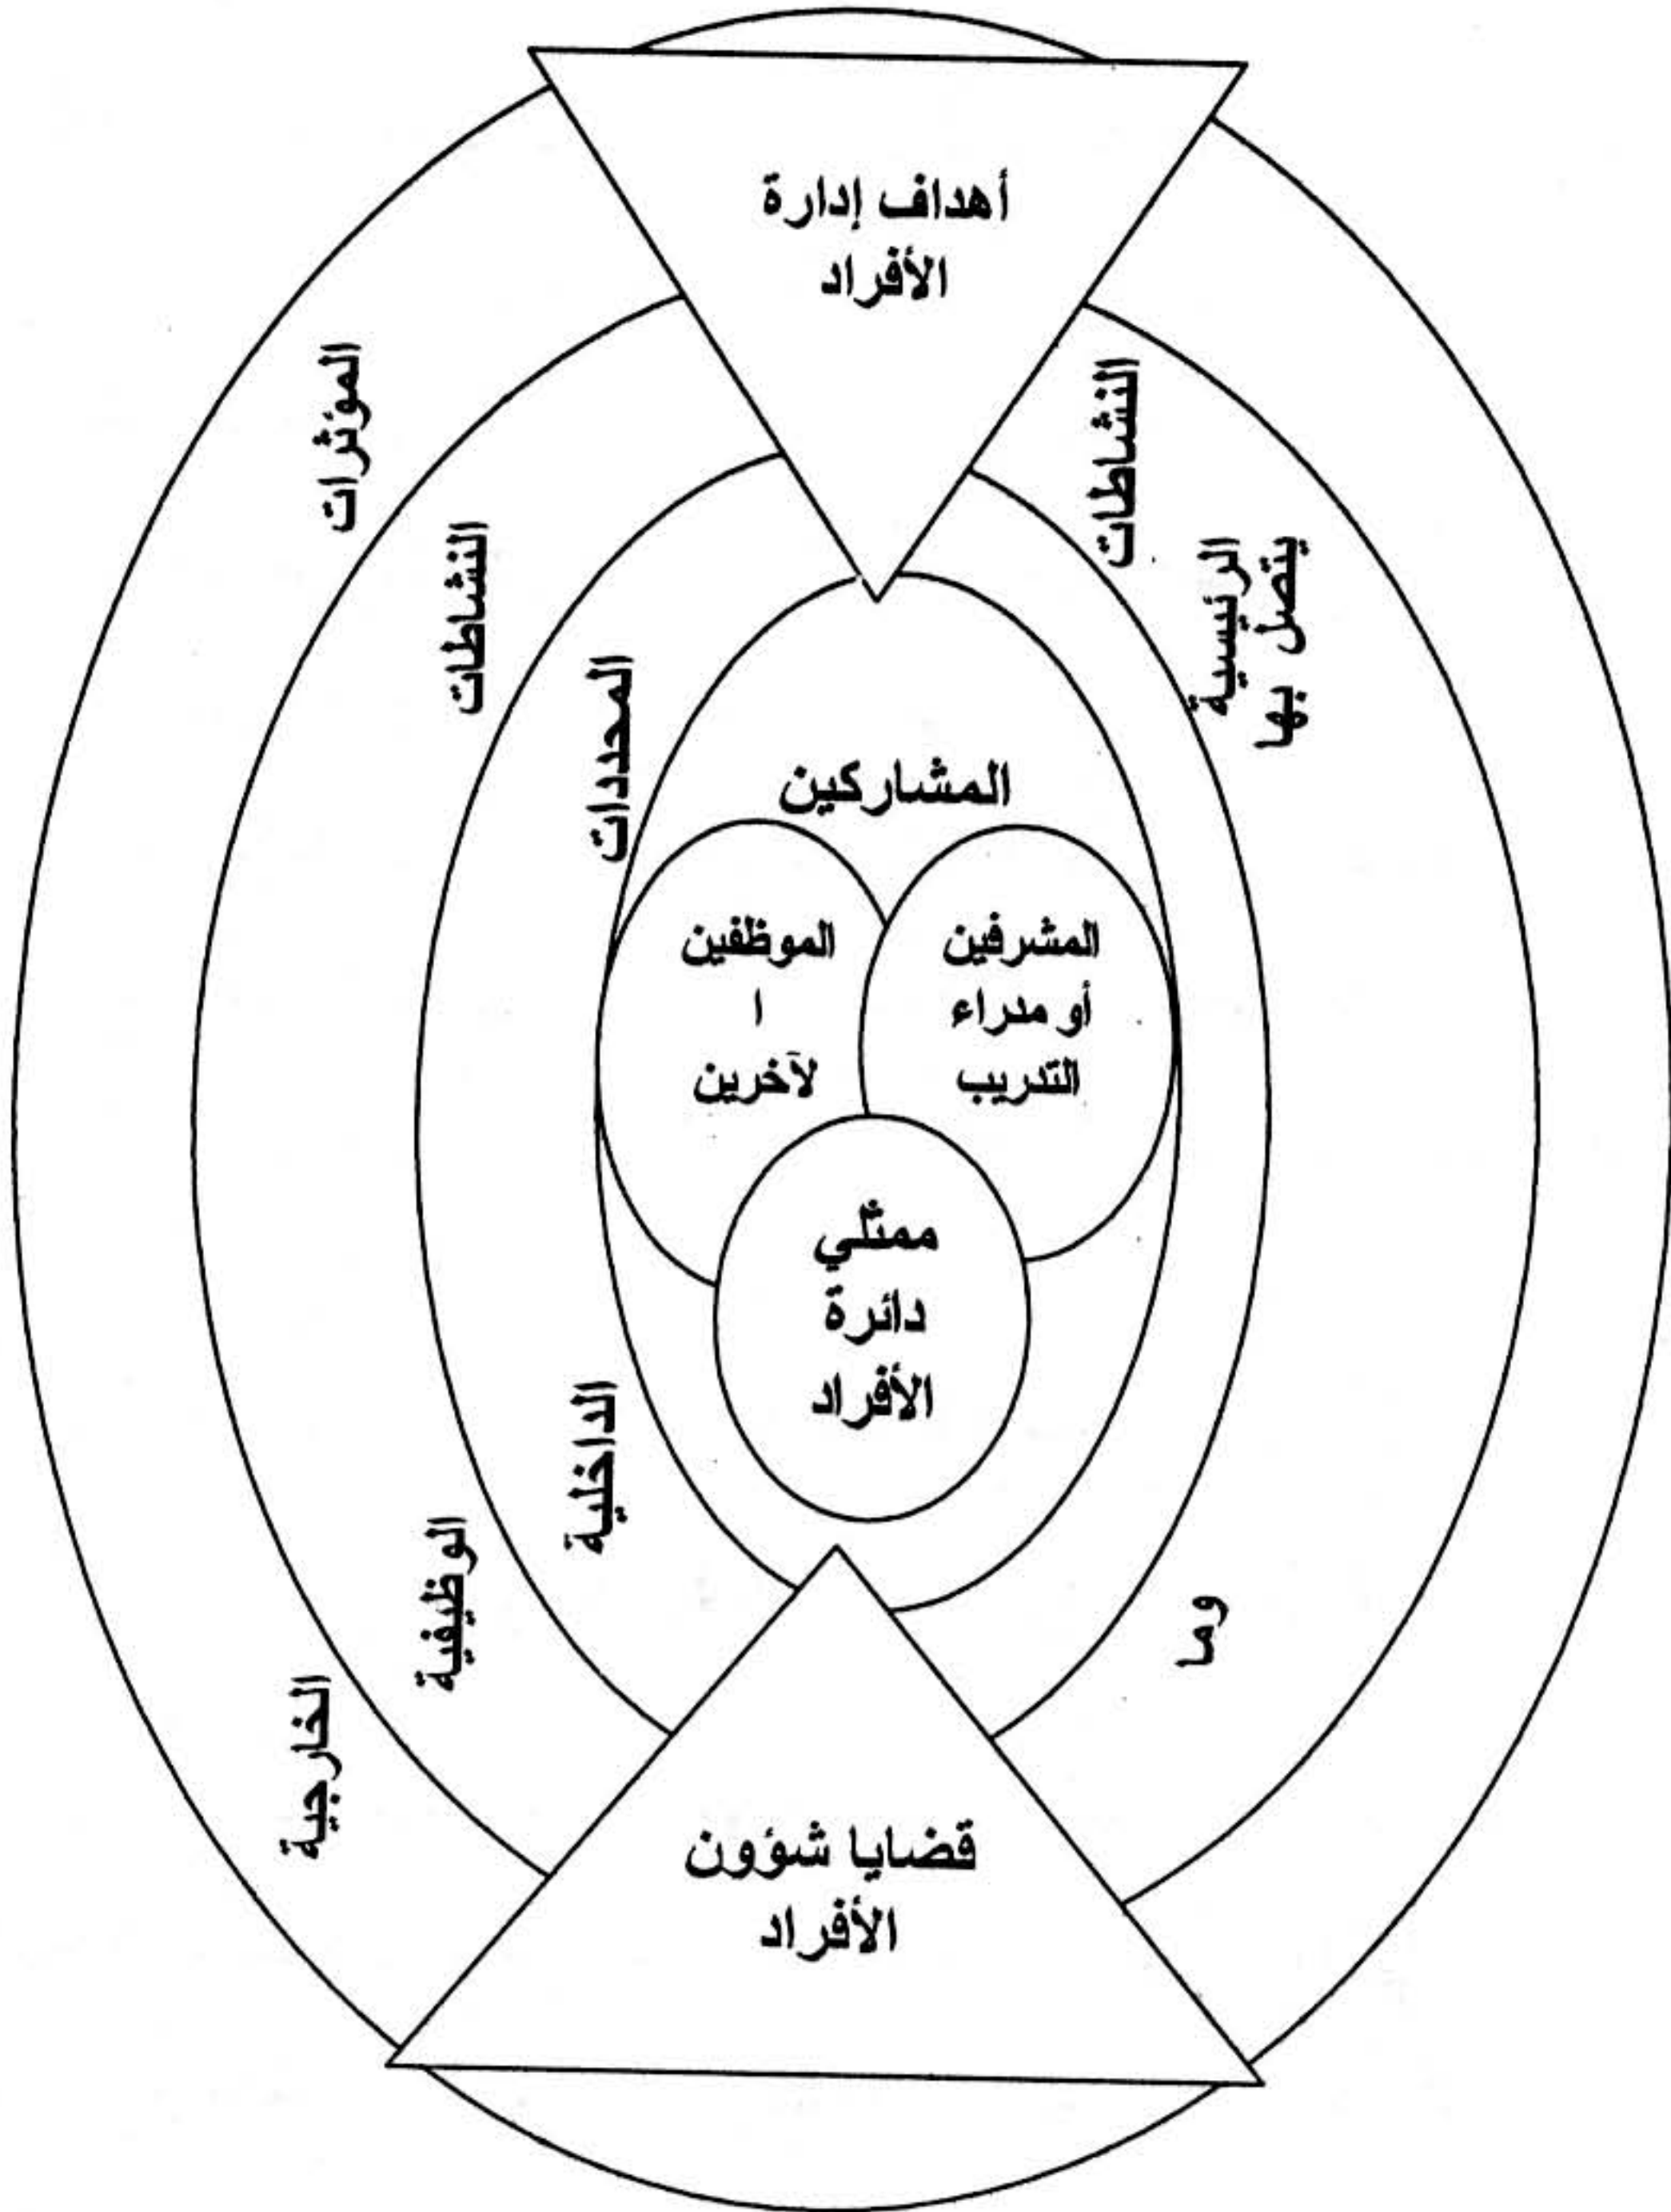 أهداف إدارة
الأفراد
المؤثرات
الخارجية
النشاطات
الوظيفية
المحددات
الداخلية
النشاطات
الرئيسية
وما
يتصل بها
المشاركين
المشرفين
أو مدراء
التدريب
الموظفين
ا
لآخرين
ممثلي
دائرة
الأفراد
قضايا شؤون
الأفراد